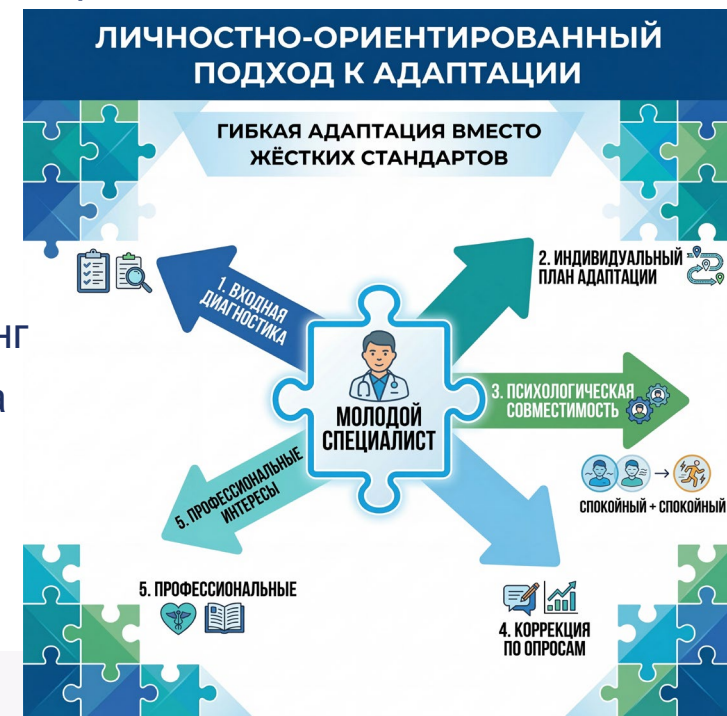 ЛИЧНОСТНО-ОРИЕНТИРОВАННЫЙ
ПОДХОД К АДАПТАЦИИ
ГИБКАЯ АДАПТАЦИЯ ВМЕСТО
ЖЁСТКИХ СТАНДАРТОВ
1. ВХОДНАЯ
ДИАГНОСТИКА
2. ИНДИВИДУАЛЬНЫЙ
ПЛАН АДАПТАЦИИ
нг
а
3. ПСИХОЛОГИЧЕСКАЯ
СОВМЕСТИМОСТЬ
МОЛОДОЙ
СПЕЦИАЛИСТ
СПОКОЙНЫЙ + СПОКОЙНЫЙ
5. ПРОФЕССИОНАЛЬНЫЕ
ИНТЕРЕСЫ
5. ПРОФЕССИОНАЛЬНЫЕ
4. КОРРЕКЦИЯ
ПО ОПРОСАМ